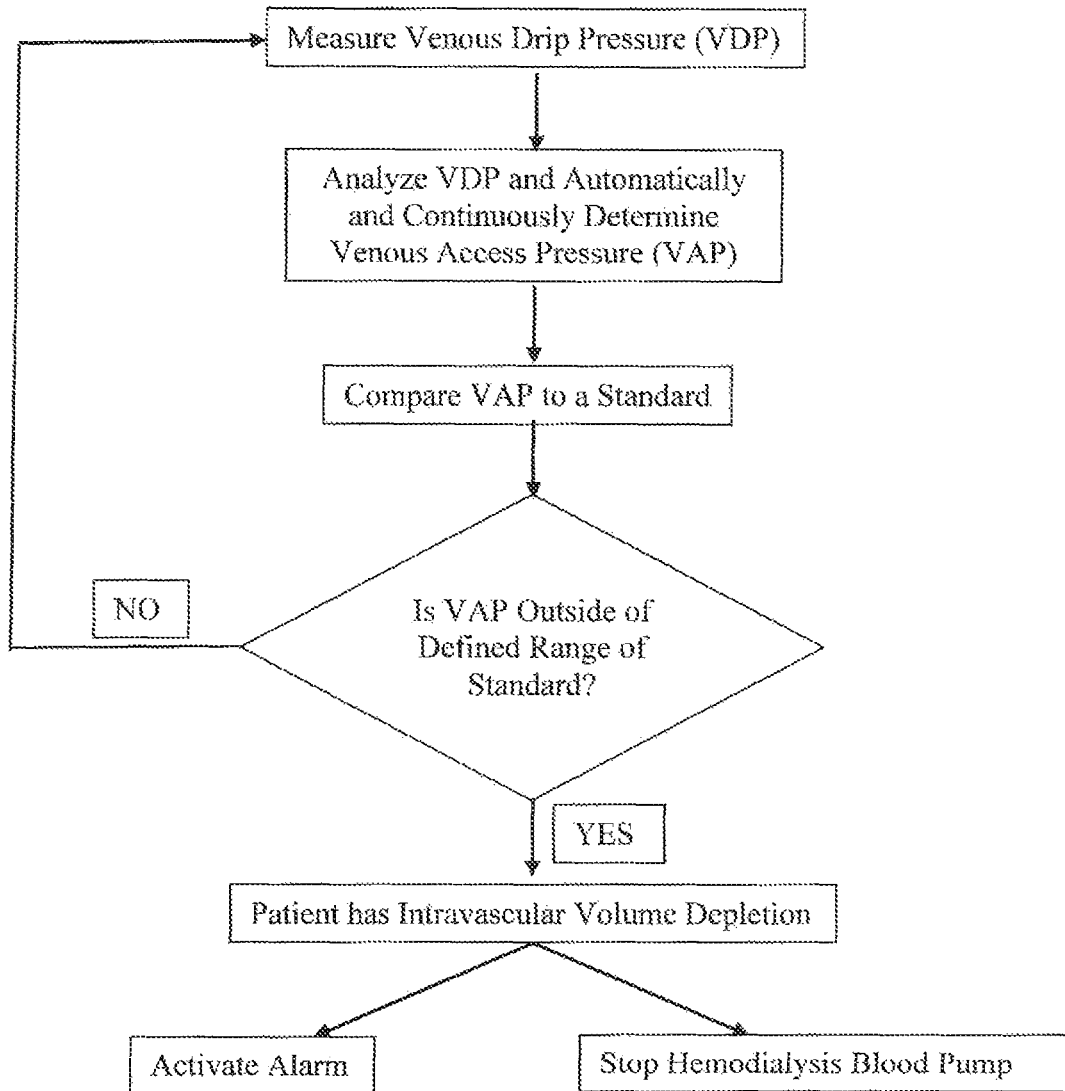 Measure Venous Drip Pressure (VDP)
Analyze VDP and Automatically
and Continuously Determine
Venous Access Pressure (VAP)
Compare VAP to a Standard
NO
Is VAP Outside of
Defined Range of
Standard?
YES
Patient has Intravascular Volume Depletion
Activate Alarm
Stop Hemodialysis Blood Pump